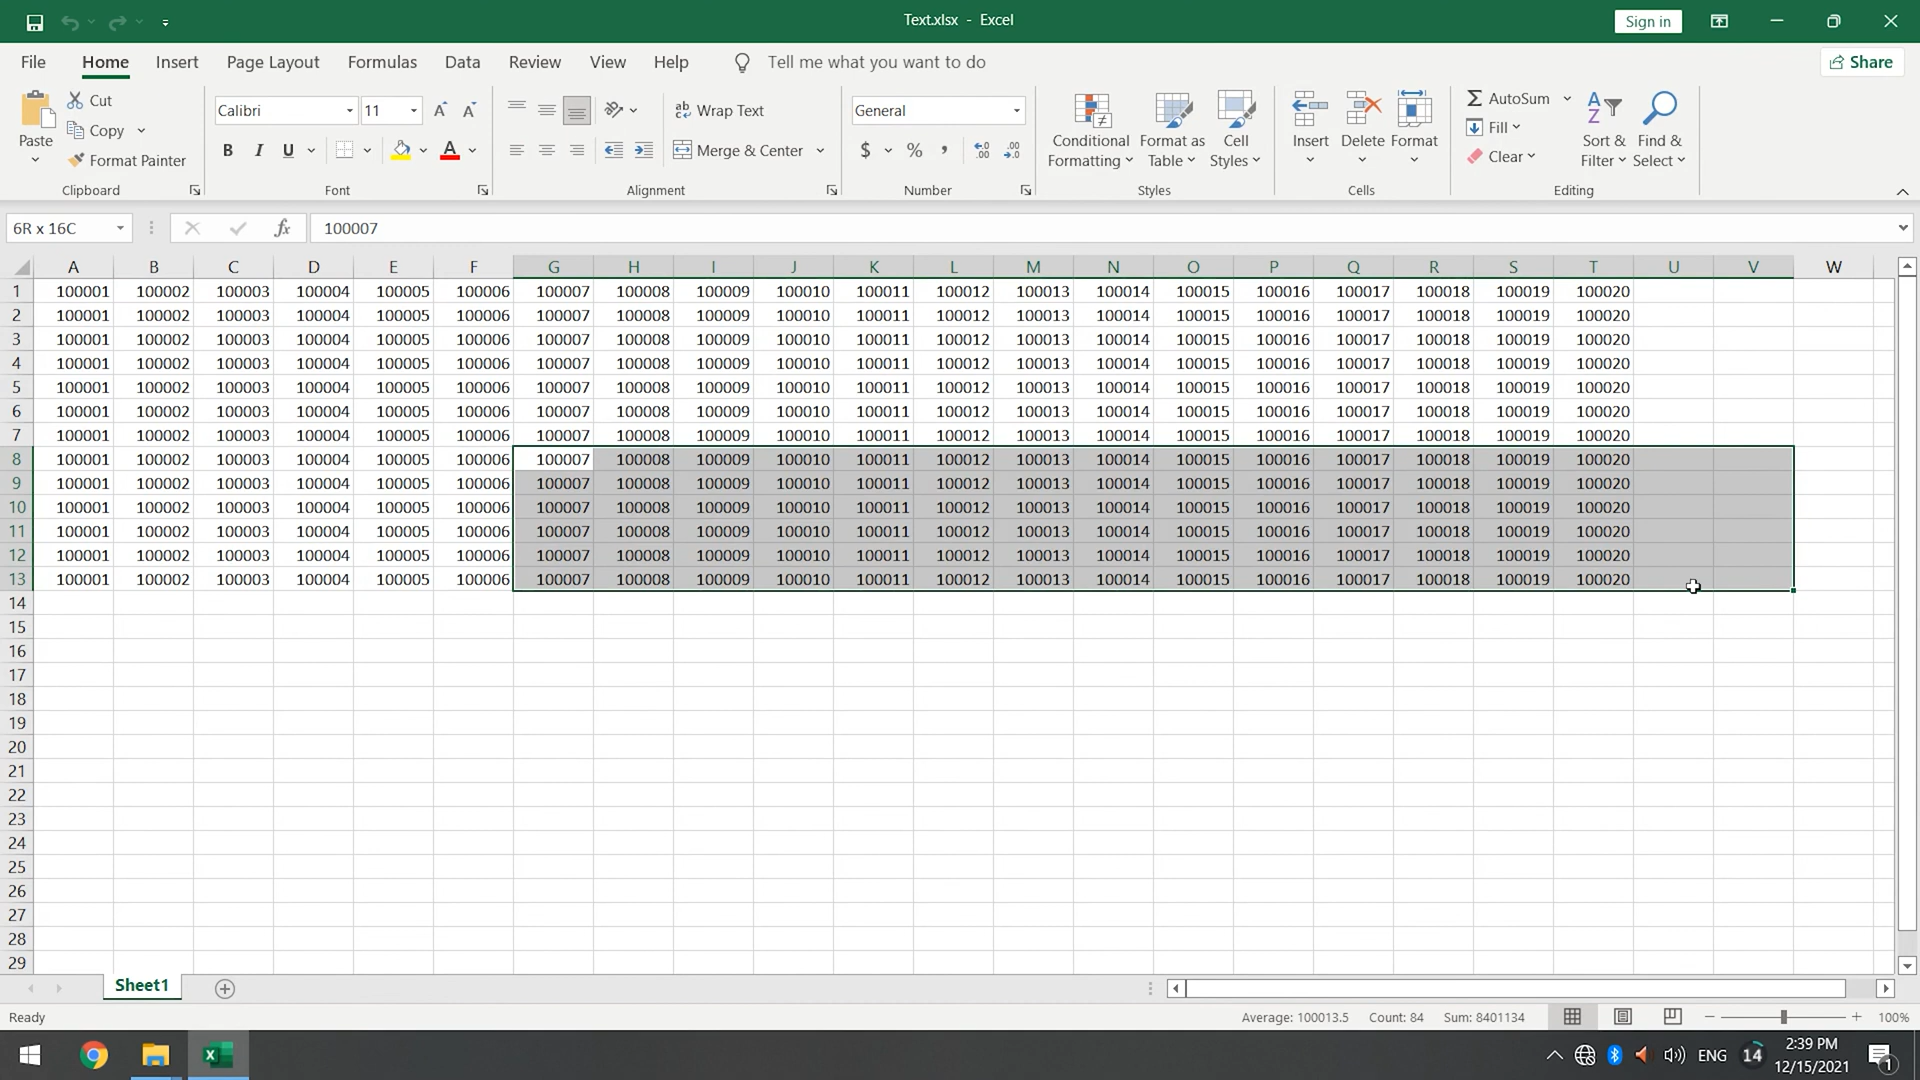 Text.xlsx - Excel
Sign in
File Home Insert Page Layout Formulas Data Review View Help Tell me what you want to do Share
Paste
Cut
Copy
Format Painter
Clipboard
Calibri 11
B I U A
Font
Wrap Text
Merge & Center
Alignment
General
$ % ,
Number
Conditional Formatting
Format as Table
Cell Styles
Styles
Insert Delete Format
Cells
AutoSum
Fill
Clear
Sort & Filter
Find & Select
Editing
6R x 16C fx 100007
A B C D E F G H I J K L M N O P Q R S T U V W
1 100001 100002 100003 100004 100005 100006 100007 100008 100009 100010 100011 100012 100013 100014 100015 100016 100017 100018 100019 100020
2 100001 100002 100003 100004 100005 100006 100007 100008 100009 100010 100011 100012 100013 100014 100015 100016 100017 100018 100019 100020
3 100001 100002 100003 100004 100005 100006 100007 100008 100009 100010 100011 100012 100013 100014 100015 100016 100017 100018 100019 100020
4 100001 100002 100003 100004 100005 100006 100007 100008 100009 100010 100011 100012 100013 100014 100015 100016 100017 100018 100019 100020
5 100001 100002 100003 100004 100005 100006 100007 100008 100009 100010 100011 100012 100013 100014 100015 100016 100017 100018 100019 100020
6 100001 100002 100003 100004 100005 100006 100007 100008 100009 100010 100011 100012 100013 100014 100015 100016 100017 100018 100019 100020
7 100001 100002 100003 100004 100005 100006 100007 100008 100009 100010 100011 100012 100013 100014 100015 100016 100017 100018 100019 100020
8 100001 100002 100003 100004 100005 100006 100007 100008 100009 100010 100011 100012 100013 100014 100015 100016 100017 100018 100019 100020
9 100001 100002 100003 100004 100005 100006 100007 100008 100009 100010 100011 100012 100013 100014 100015 100016 100017 100018 100019 100020
10 100001 100002 100003 100004 100005 100006 100007 100008 100009 100010 100011 100012 100013 100014 100015 100016 100017 100018 100019 100020
11 100001 100002 100003 100004 100005 100006 100007 100008 100009 100010 100011 100012 100013 100014 100015 100016 100017 100018 100019 100020
12 100001 100002 100003 100004 100005 100006 100007 100008 100009 100010 100011 100012 100013 100014 100015 100016 100017 100018 100019 100020
13 100001 100002 100003 100004 100005 100006 100007 100008 100009 100010 100011 100012 100013 100014 100015 100016 100017 100018 100019 100020
14
15
16
17
18
19
20
21
22
23
24
25
26
27
28
29
Sheet1
Ready Average: 100013.5 Count: 84 Sum: 8401134 100%
ENG 14 2:39 PM
12/15/2021 1